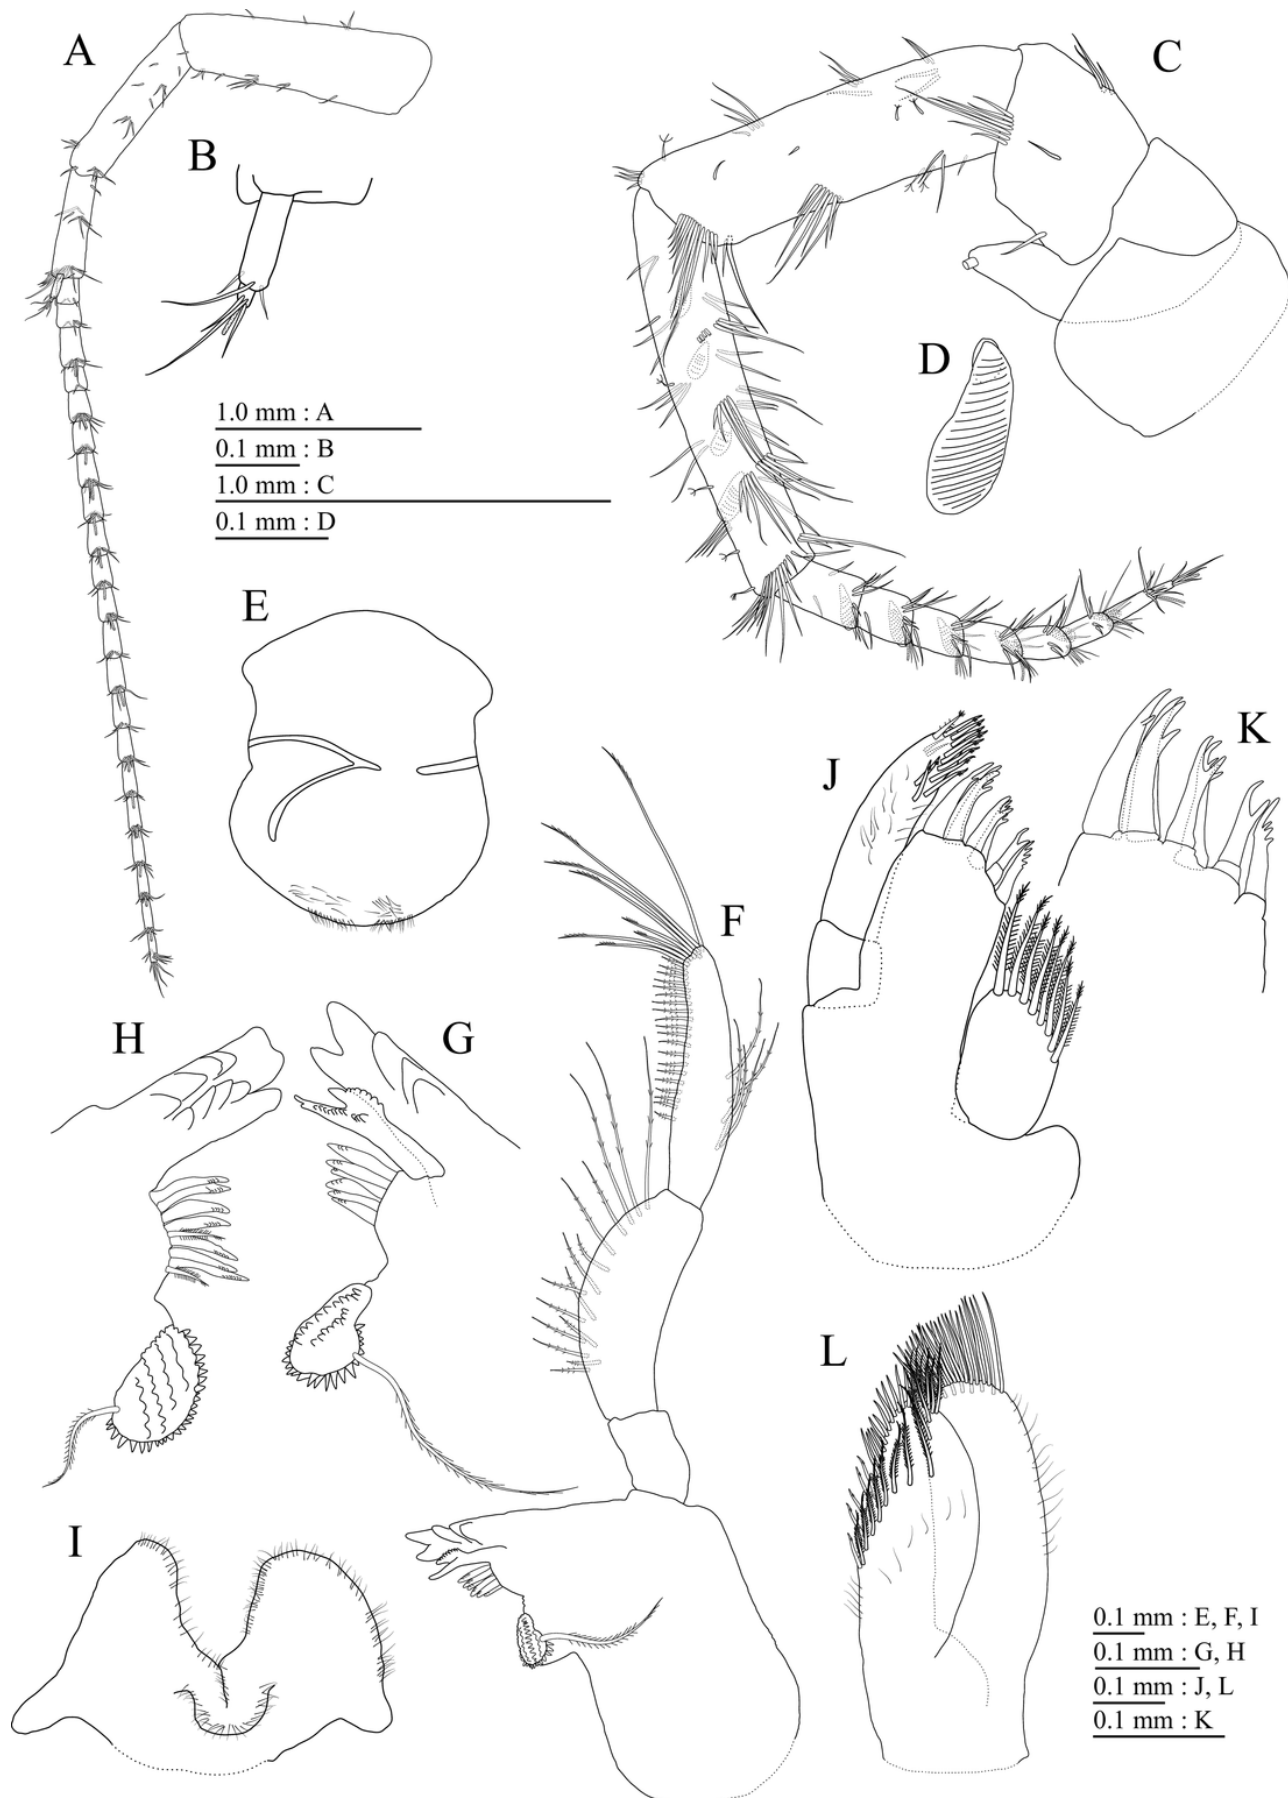 A
C
B
D
1.0 mm : A
0.1 mm : B
1.0 mm : C
0.1 mm : D
E
K
J
F
H
G
L
I
0.1 mm : E, F, I
0.1 mm : G, H
0.1 mm : J, L
0.1 mm : K